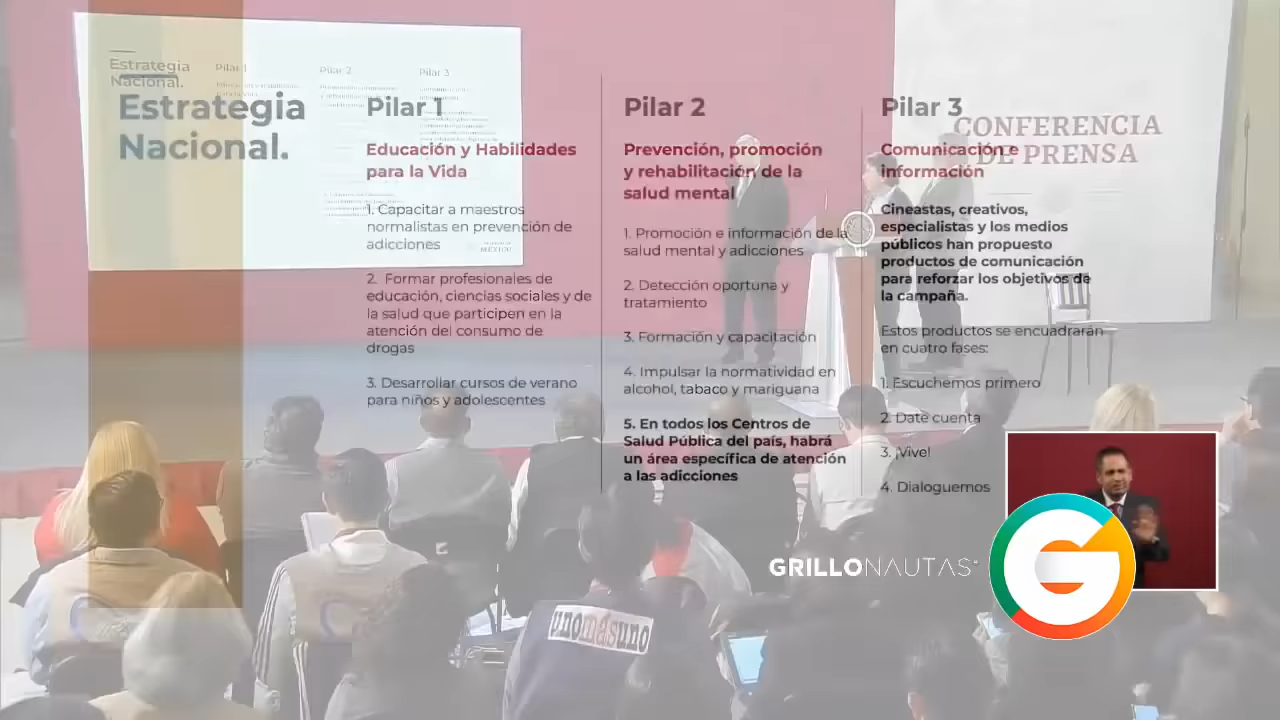 Estrategia
Nacional.
Pilar 1
Pilar 2
Pilar 3
Estrategia
Nacional.
Pilar 1
Educación y Habilidades
para la Vida
1. Capacitar a maestros
normalistas en prevención de
adicciones
2. Formar profesionales de
educación, ciencias sociales y de
la salud que participen en la
atención del consumo de
drogas
3. Desarrollar cursos de verano
para niños y adolescentes
Pilar 2
Prevención, promoción
y rehabilitación de la
salud mental
1. Promoción e información de la
salud mental y adicciones
2. Detección oportuna y
tratamiento
3. Formación y capacitación
4. Impulsar la normatividad en
alcohol, tabaco y mariguana
5. En todos los Centros de
Salud Pública del país, habrá
un área específica de atención
a las adicciones
Pilar 3
Comunicación e
información
Cineastas, creativos,
especialistas y los medios
públicos han propuesto
productos de comunicación
para reforzar los objetivos de
la campaña.
Estos productos se encuadrarán
en cuatro fases:
1. Escuchemos primero
2. Date cuenta
3. ¡Vive!
4. Dialoguemos
CONFERENCIA
DE PRENSA
MÉXICO
GRILLONAUTAS
G
unomásuno